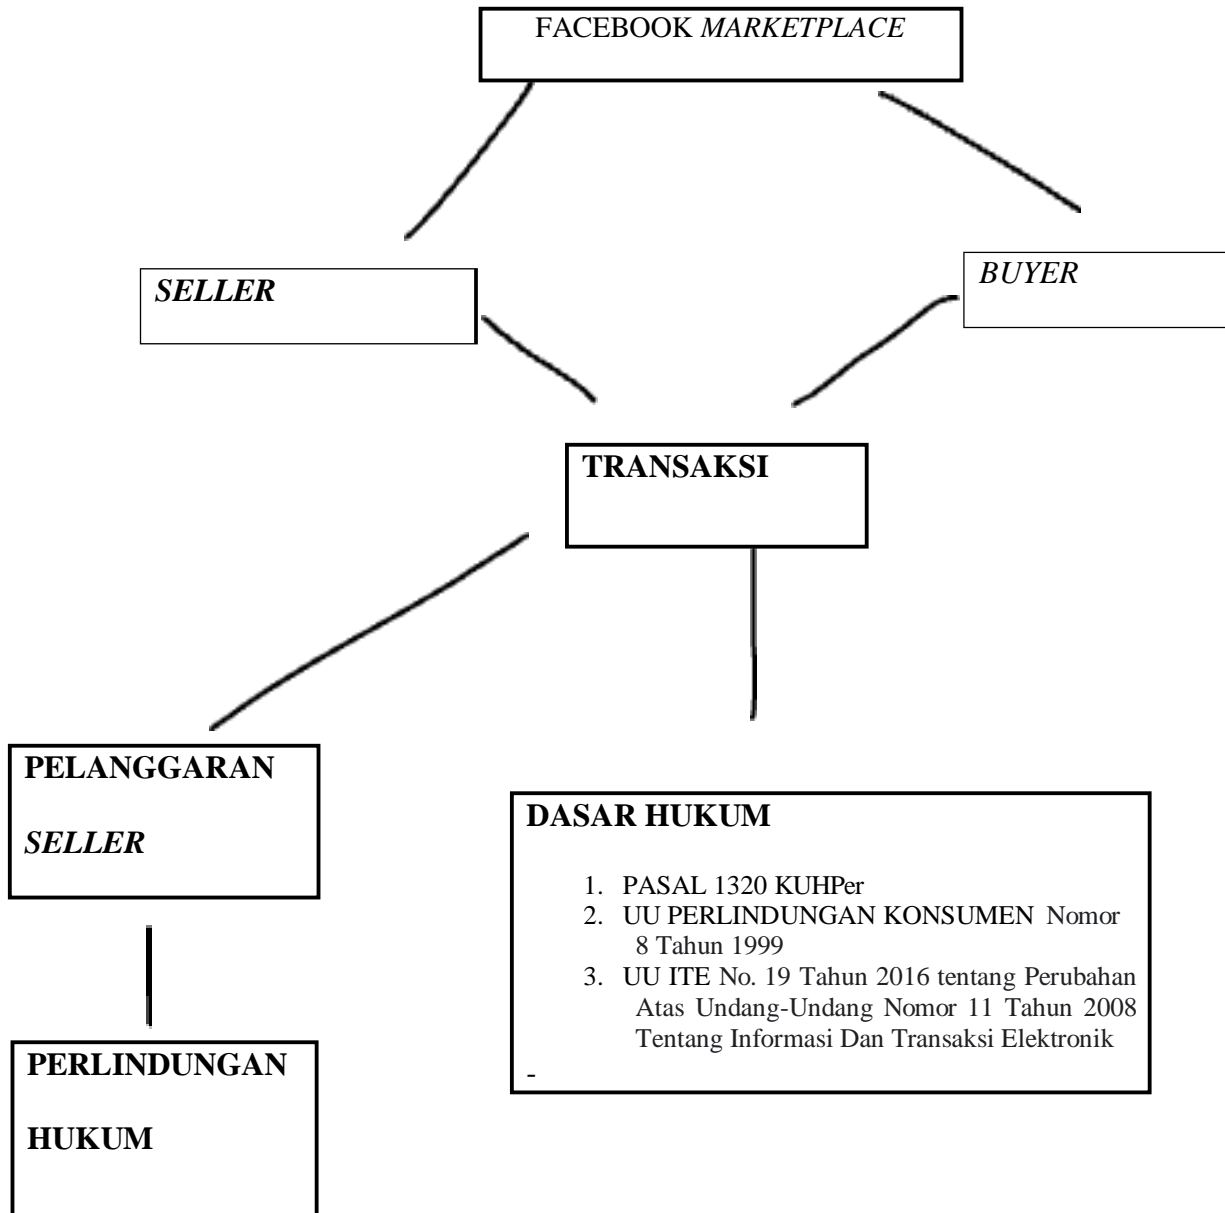 FACEBOOK MARKETPLACE
SELLER
BUYER
TRANSAKSI
PELANGGARAN
SELLER
DASAR HUKUM
1. PASAL 1320 KUHPer
2. UU PERLINDUNGAN KONSUMEN Nomor
8 Tahun 1999
3. UU ITE No. 19 Tahun 2016 tentang Perubahan
Atas Undang-Undang Nomor 11 Tahun 2008
Tentang Informasi Dan Transaksi Elektronik
-
PERLINDUNGAN
HUKUM